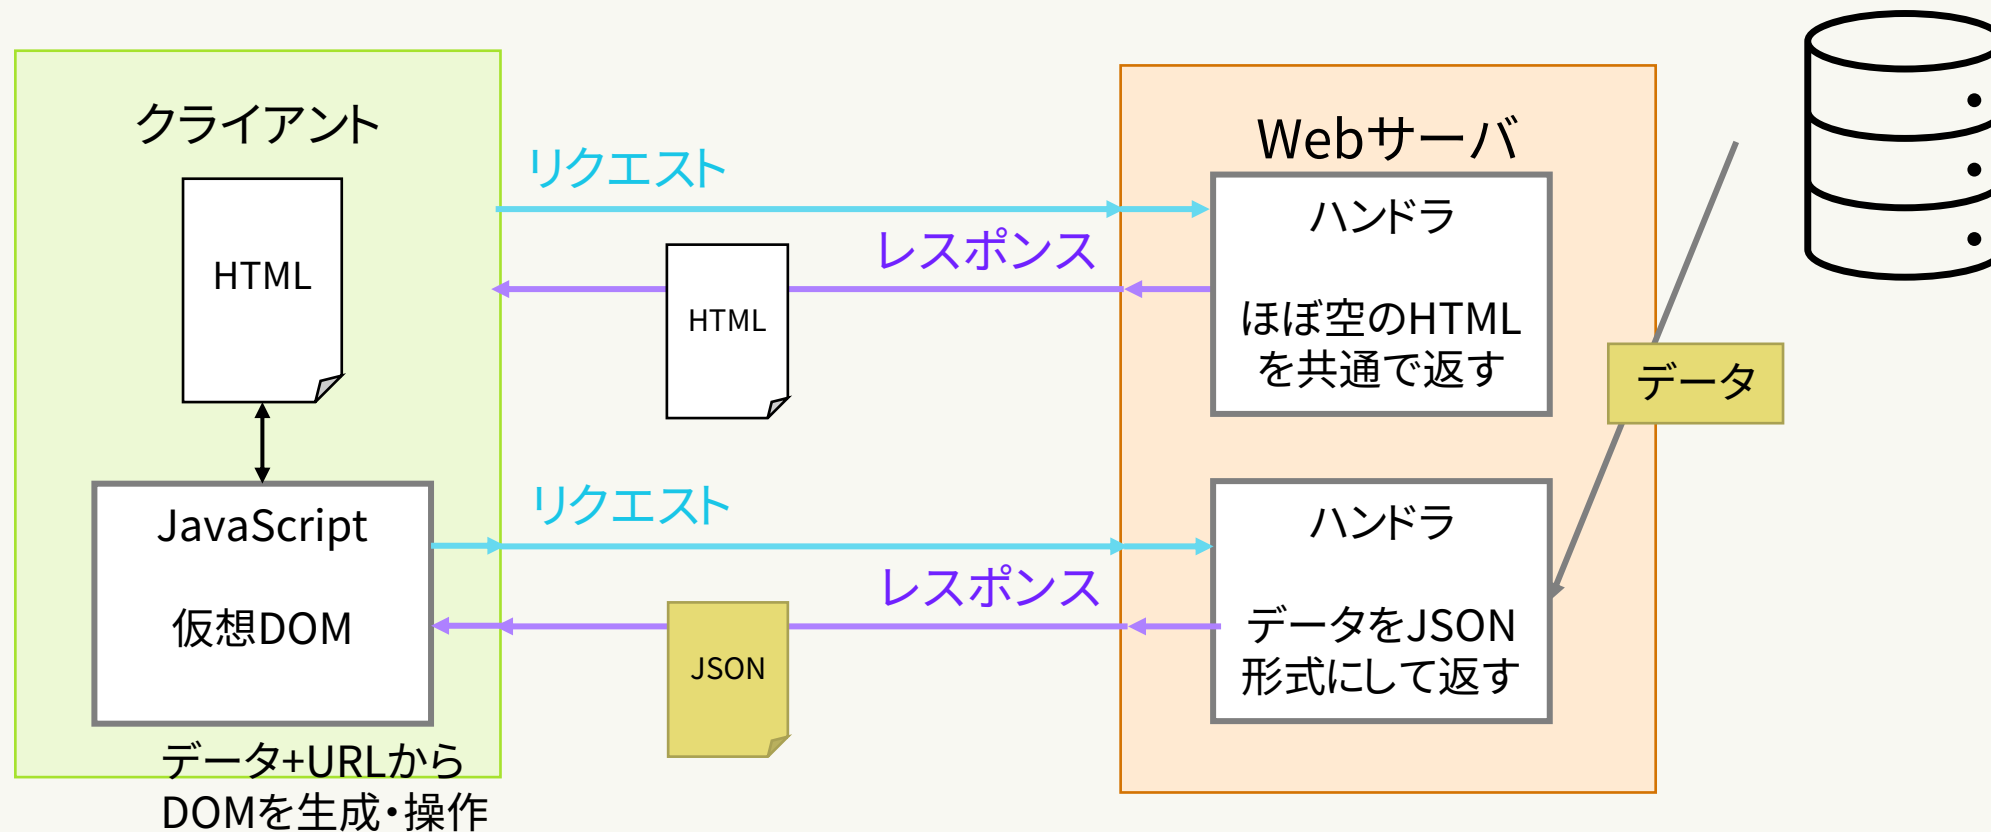 クライアント
HTML
JavaScript
仮想DOM
データ+URLから
DOMを生成・操作
リクエスト
レスポンス
HTML
リクエスト
レスポンス
JSON
Webサーバ
ハンドラ
ほぼ空のHTML
を共通で返す
ハンドラ
データをJSON
形式にして返す
データ